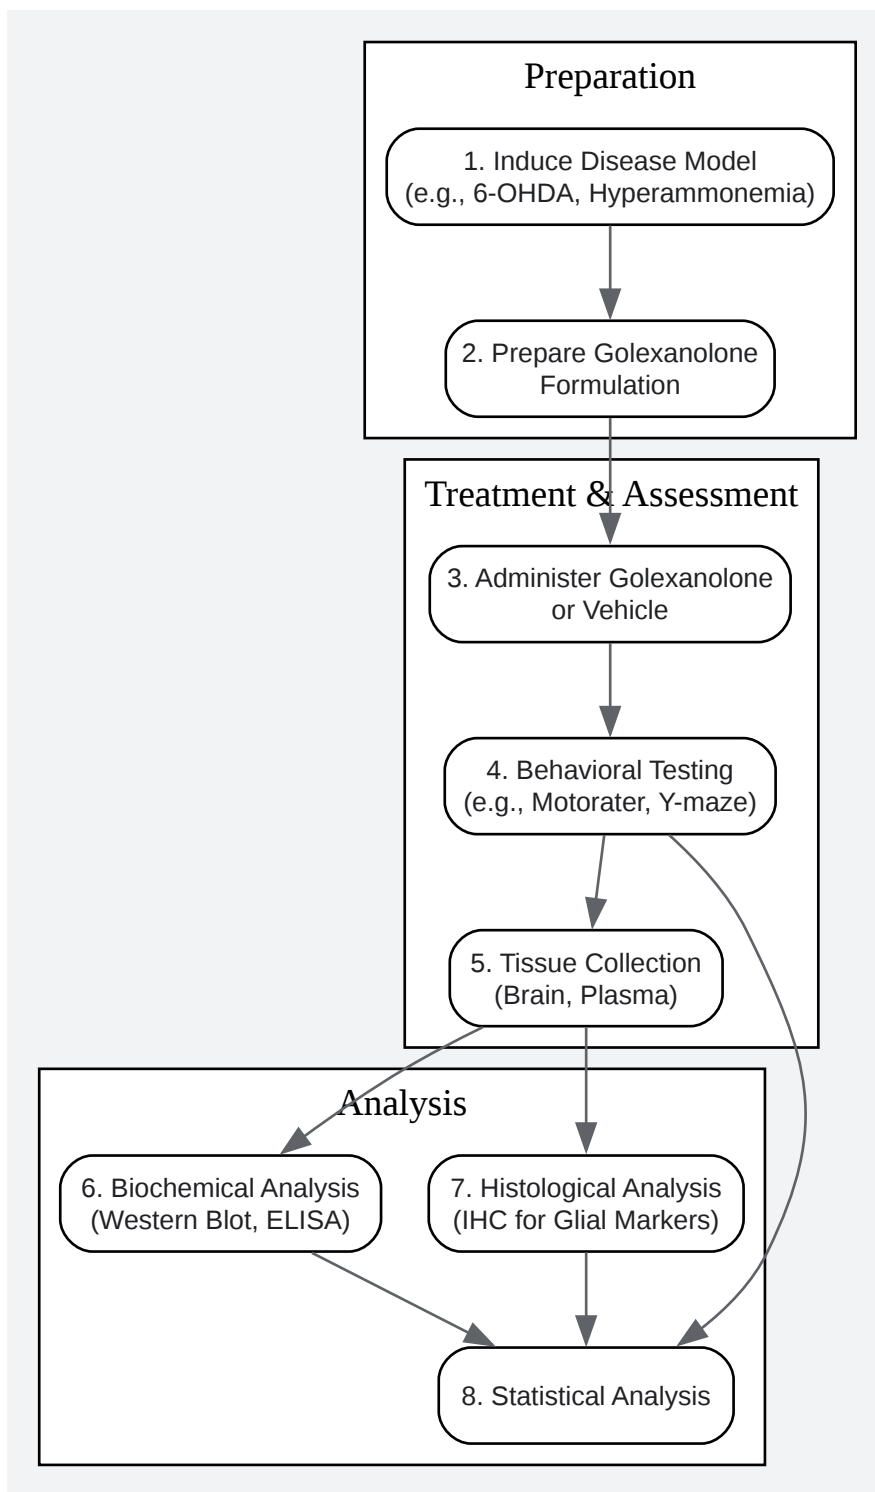 Preparation
1. Induce Disease Model
(e.g., 6-OHDA, Hyperammonemia)
2. Prepare Golexanolone
Formulation
Treatment & Assessment
3. Administer Golexanolone
or Vehicle
4. Behavioral Testing
(e.g., Motorater, Y-maze)
5. Tissue Collection
(Brain, Plasma)
Analysis
6. Biochemical Analysis
(Western Blot, ELISA)
7. Histological Analysis
(IHC for Glial Markers)
8. Statistical Analysis